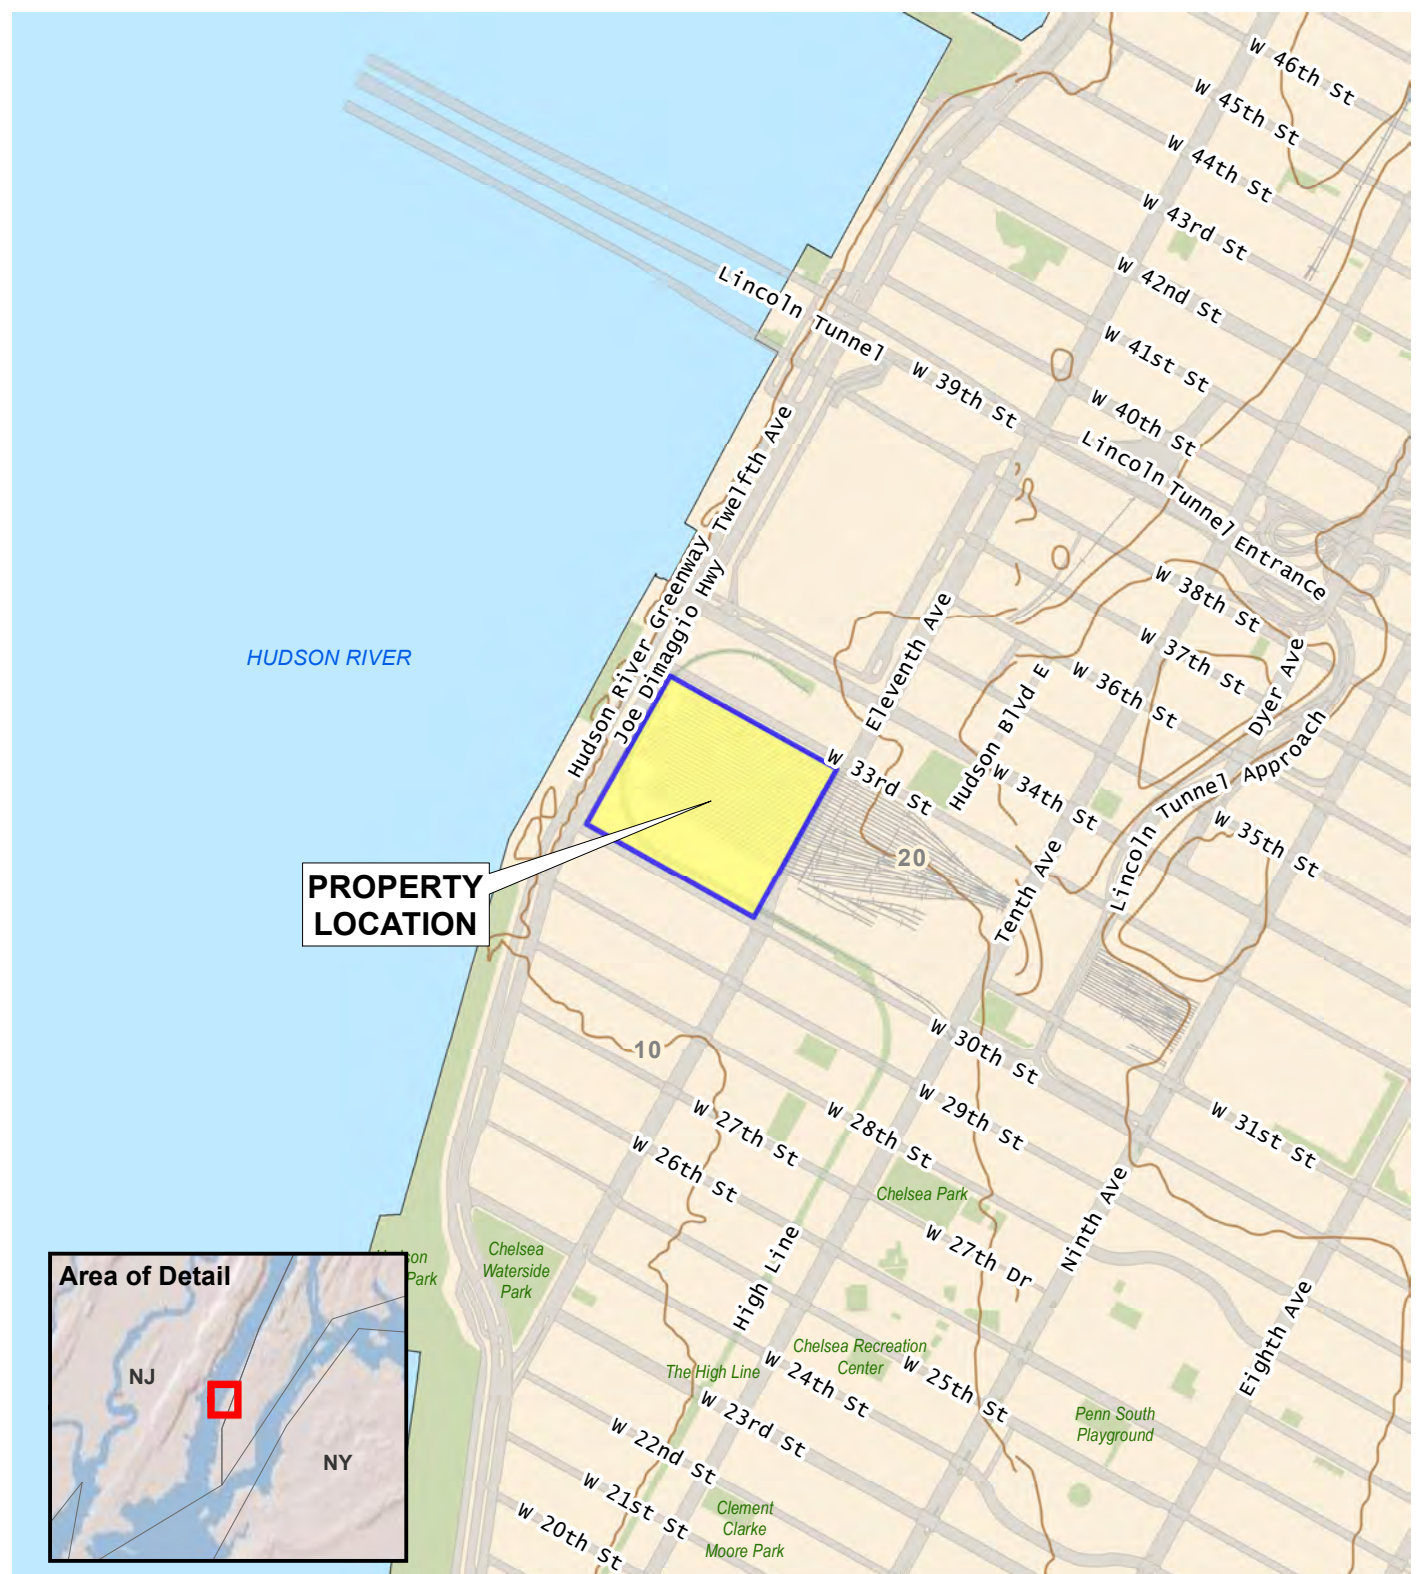 W 46th St
W 45th St
W 44th St
W 43rd St
W 42nd St
Lincoln Tunnel
W 41st St
W 39th St
W 40th St
Lincoln Tunnel Entrance
Twelfth Ave
Hudson River Greenway
Joe Dimaggio Hwy
W 38th St
W 37th St
HUDSON RIVER
Eleventh Ave
W 36th St
Dyer Ave
Hudson Blvd E
W 33rd St
W 34th St
Lincoln Tunnel Approach
W 35th St
20
PROPERTY
LOCATION
Tenth Ave
10
W 30th St
W 29th St
W 31st St
W 27th St
W 28th St
W 26th St
Chelsea Park
Ninth Ave
W 27th Dr
High Line
Chelsea
Waterside
Park
Park
Area of Detail
NJ
NY
Eighth Ave
Chelsea Recreation
Center
The High Line
W 24th St
W 25th St
W 23rd St
Penn South
Playground
W 22nd St
W 21st St
W 20th St
Clement
Clarke
Moore Park